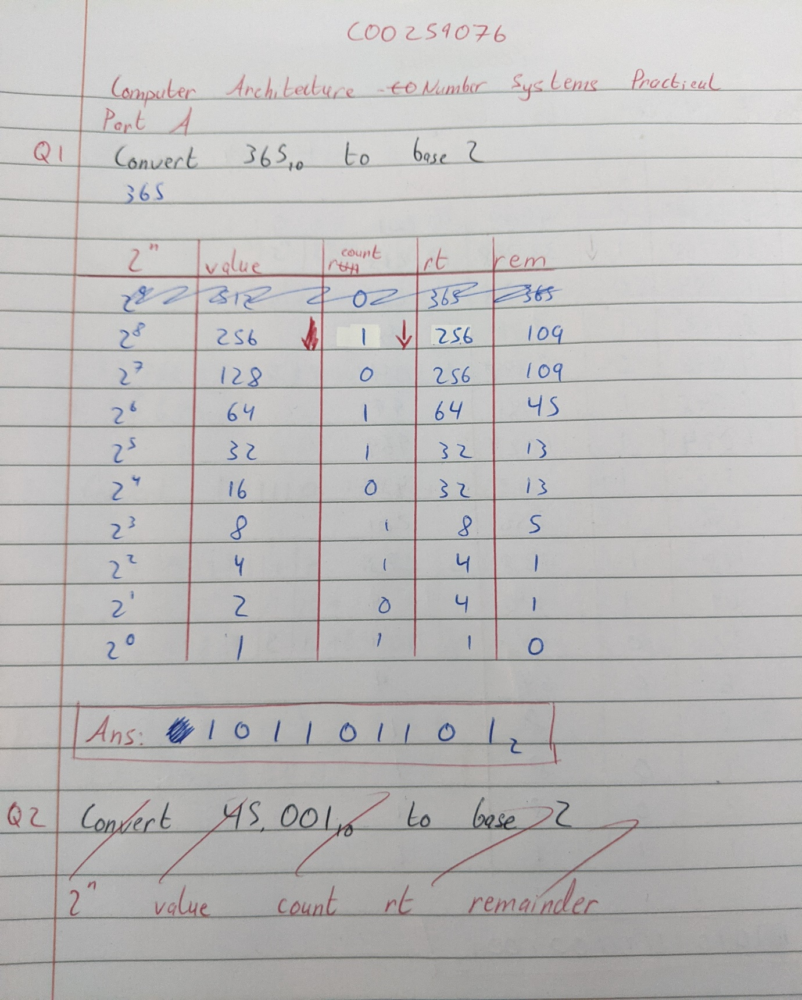 C00259076
Computer Architecture - Number Systems Practical
Part A
Q1 Convert 365₁₀ to base 2
365
2ⁿ value count rt rem
2⁹ 512 0 365 365
2⁸ 256 1 256 109
2⁷ 128 0 256 109
2⁶ 64 1 64 45
2⁵ 32 1 32 13
2⁴ 16 0 32 13
2³ 8 1 8 5
2² 4 1 4 1
2¹ 2 0 4 1
2⁰ 1 1 1 0
Ans: 1 0 1 1 0 1 1 0 1₂
Q2 Convert 45.001₁₀ to base 2
2ⁿ value count rt remainder